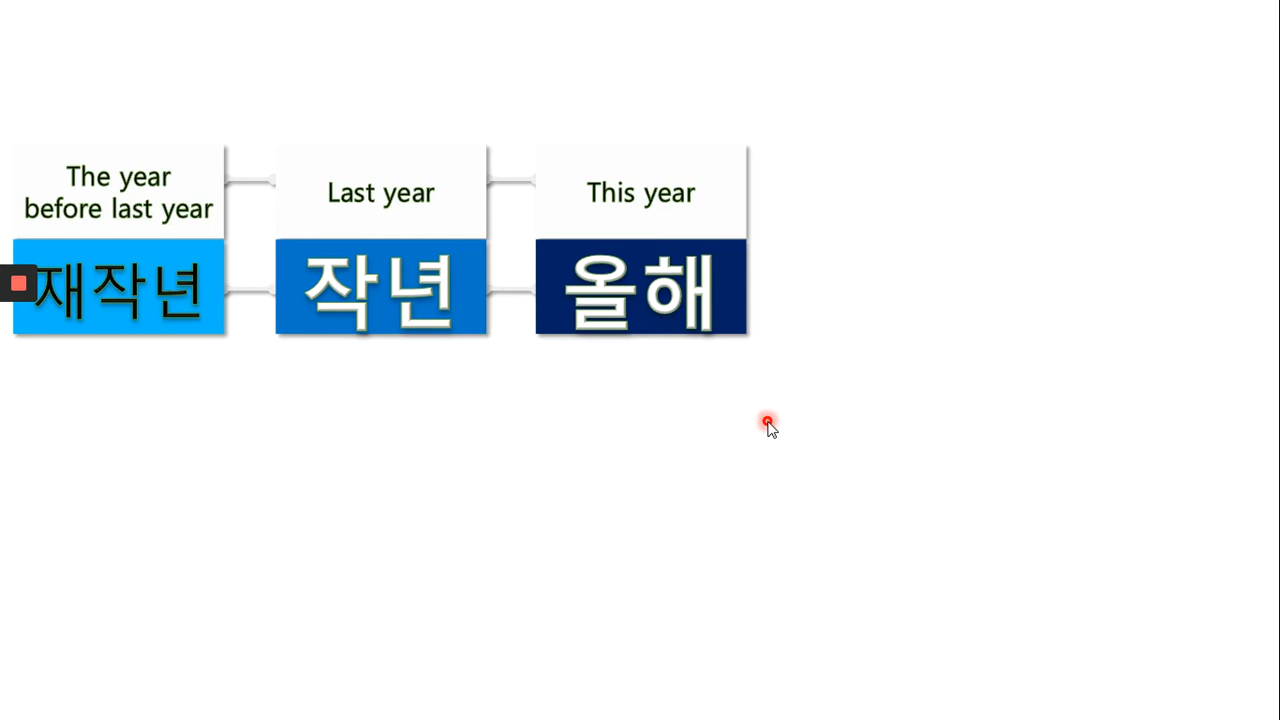 The year
before last year
Last year
This year
재작년
작년
올해